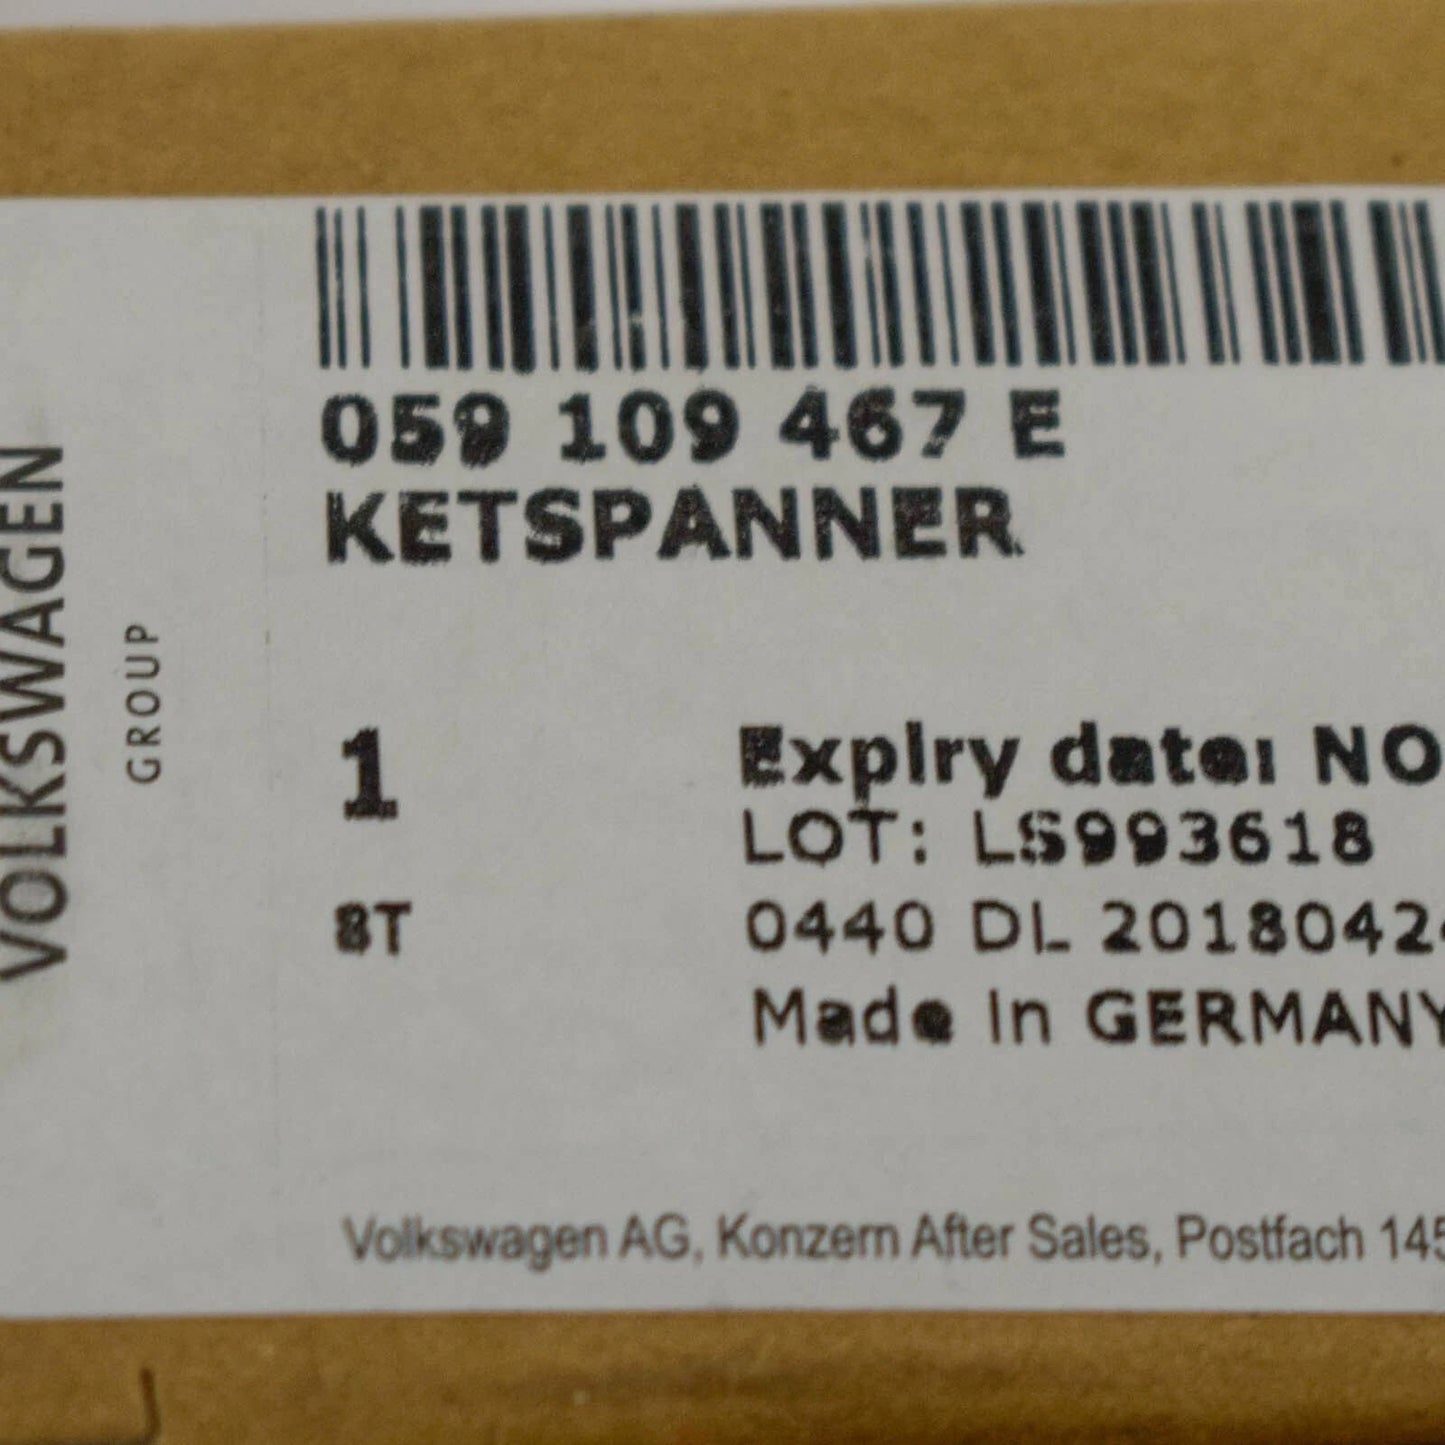 VOLKSWAGEN
GROUP
059 109 467 E
KETSPANNER
1
Expiry date: NO
LOT: LS993618
8T
0440 DL 2018042
Made in GERMANY
Volkswagen AG, Konzern After Sales, Postfach 145